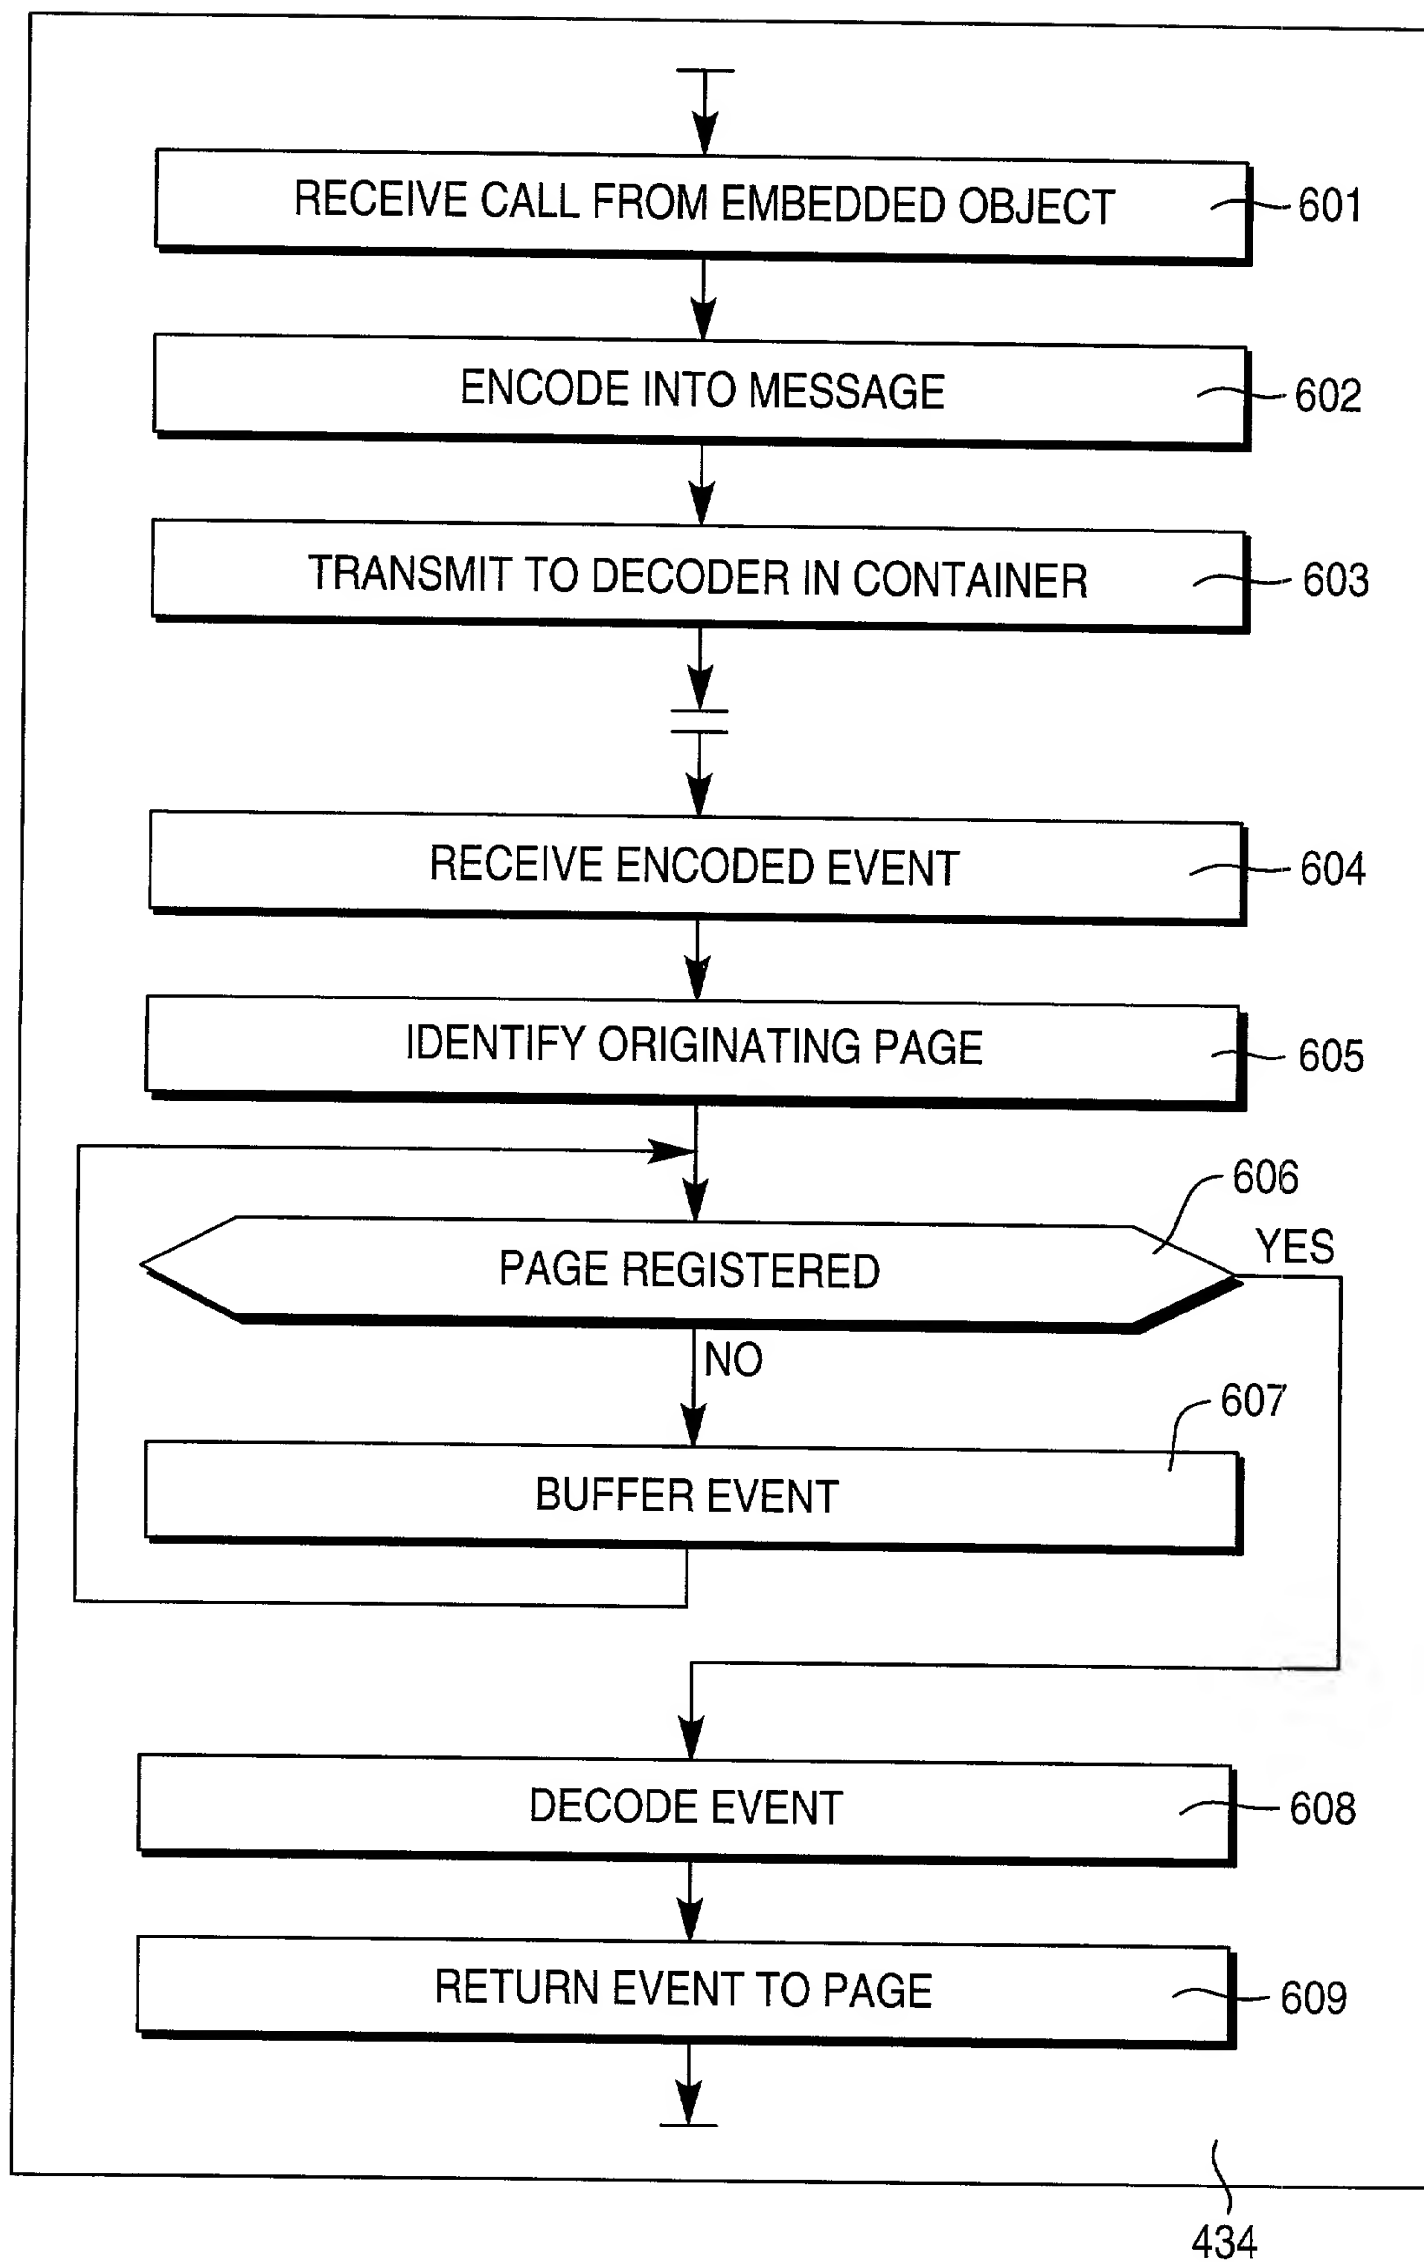 RECEIVE CALL FROM EMBEDDED OBJECT 601
ENCODE INTO MESSAGE 602
TRANSMIT TO DECODER IN CONTAINER 603
RECEIVE ENCODED EVENT 604
IDENTIFY ORIGINATING PAGE 605
606
YES
PAGE REGISTERED
NO
607
BUFFER EVENT
DECODE EVENT 608
RETURN EVENT TO PAGE 609
434